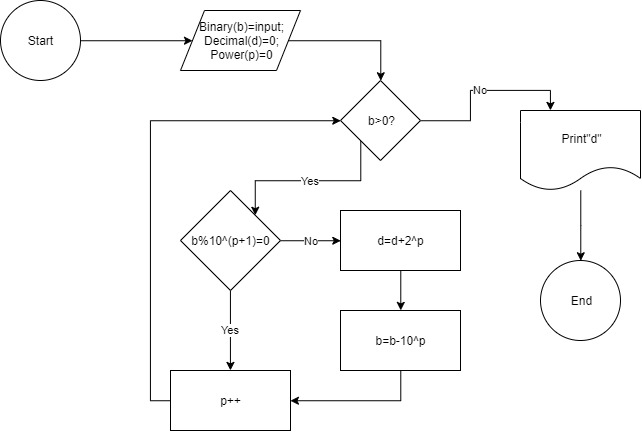 Start
Binary(b)=input;
Decimal(d)=0;
Power(p)=0
b>0?
No
Print"d"
Yes
b%10^(p+1)=0
No
d=d+2^p
End
Yes
b=b-10^p
p++